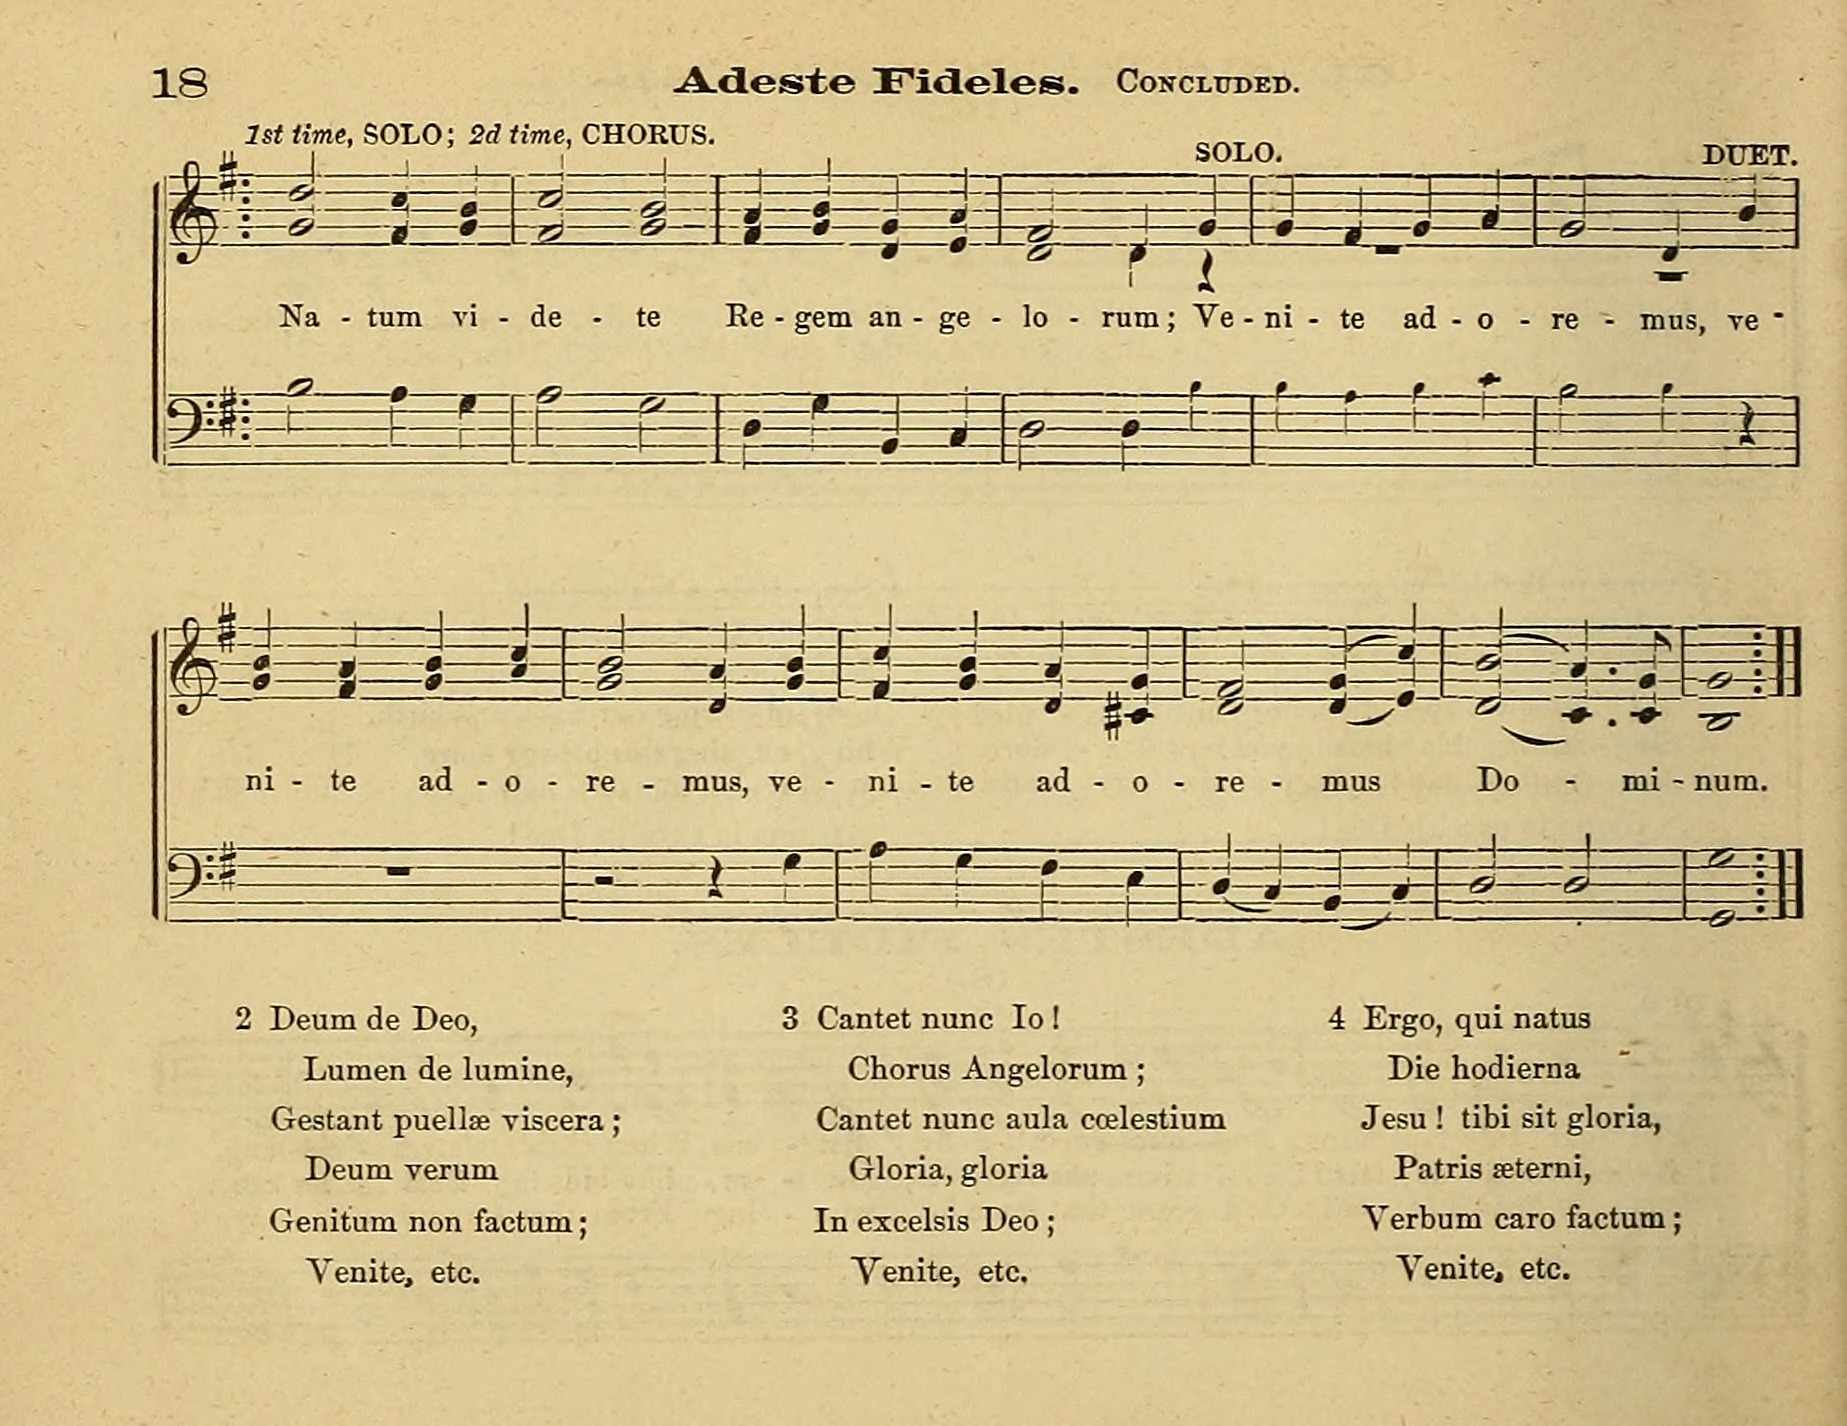 18
Adeste Fideles. CONCLUDED.
1st time, SOLO; 2d time, CHORUS.
SOLO.
DUET.
Na - tum vi - de - te Re - gem an - ge - lo - rum; Ve - ni - te ad - o - re - mus, ve -
ni - te ad - o - re - mus, ve - ni - te ad - o - re - mus Do - mi - num.
2 Deum de Deo,
Lumen de lumine,
Gestant puellæ viscera;
Deum verum
Genitum non factum;
Venite, etc.
3 Cantet nunc Io!
Chorus Angelorum;
Cantet nunc aula cœlestium
Gloria, gloria
In excelsis Deo;
Venite, etc.
4 Ergo, qui natus
Die hodierna
Jesu! tibi sit gloria,
Patris æterni,
Verbum caro factum;
Venite, etc.